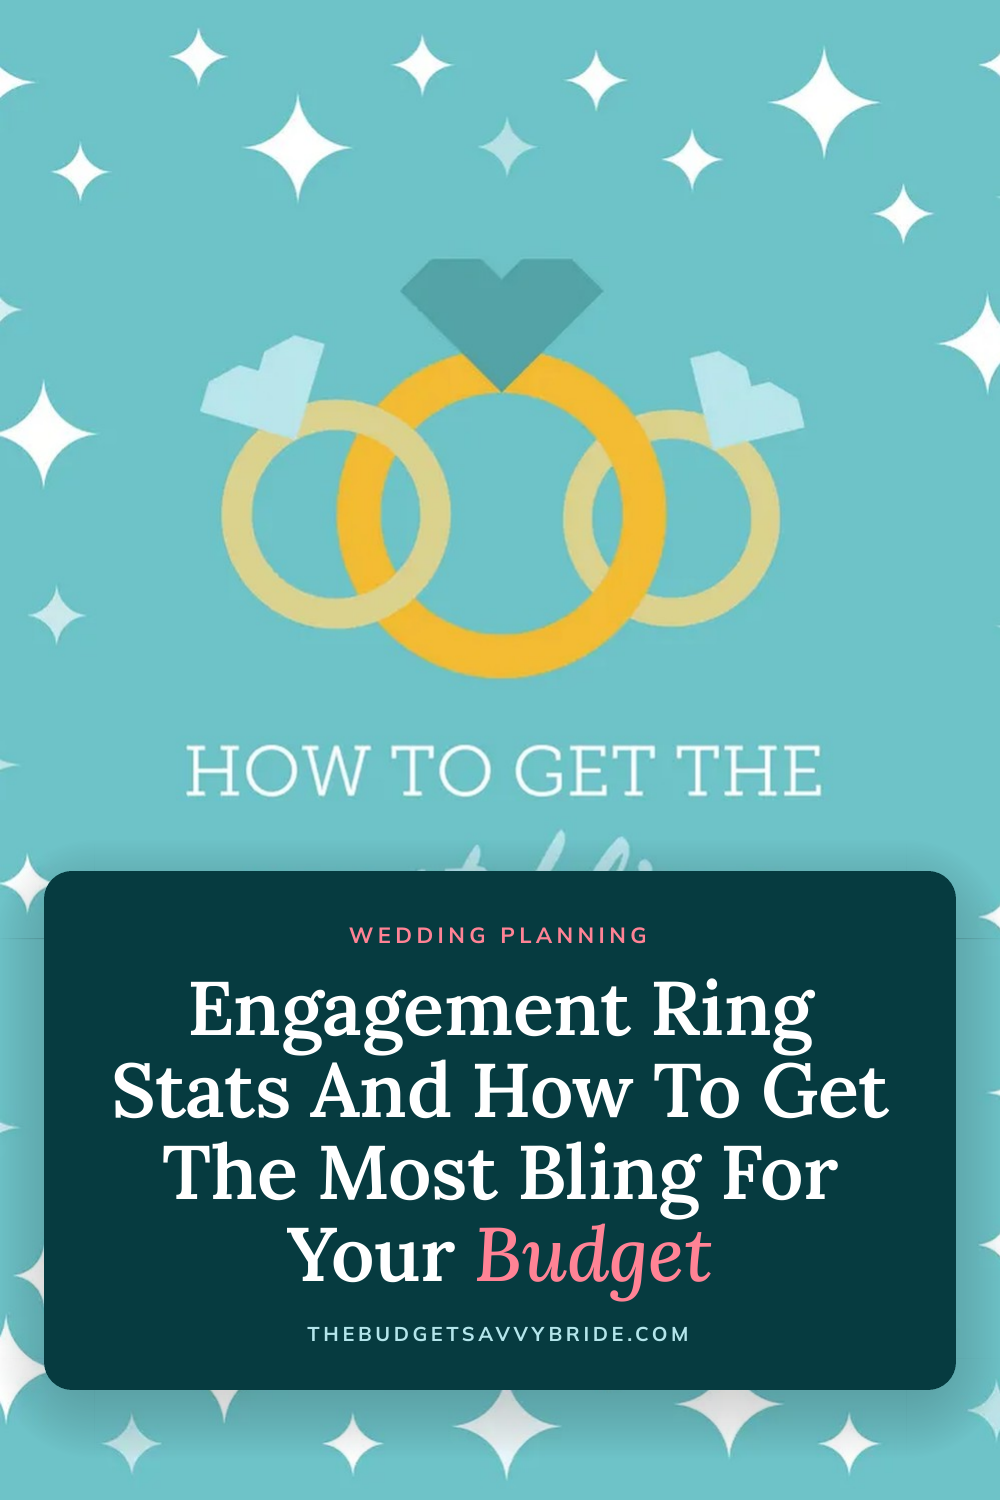 HOW TO GET THE
WEDDING PLANNING
Engagement Ring
Stats And How To Get
The Most Bling For
Your Budget
THEBUDGETSAVVYBRIDE.COM